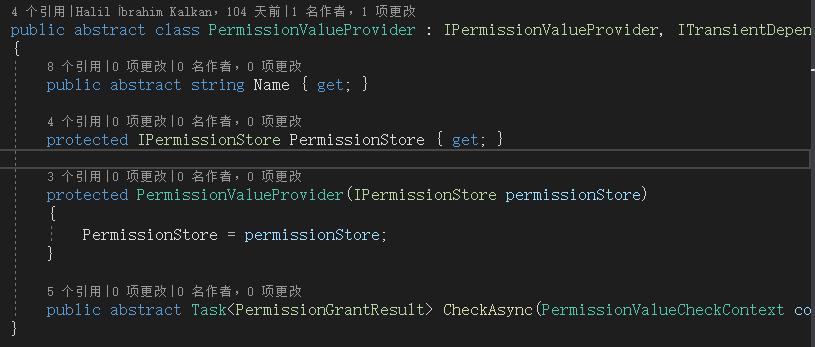 4 个引用|Halil İbrahim Kalkan，104 天前|1 名作者，1 项更改
public abstract class PermissionValueProvider : IPermissionValueProvider, ITransientDepen
{
8 个引用|0 项更改|0 名作者，0 项更改
public abstract string Name { get; }
4 个引用|0 项更改|0 名作者，0 项更改
protected IPermissionStore PermissionStore { get; }
3 个引用|0 项更改|0 名作者，0 项更改
protected PermissionValueProvider(IPermissionStore permissionStore)
{
PermissionStore = permissionStore;
}
5 个引用|0 项更改|0 名作者，0 项更改
public abstract Task<PermissionGrantResult> CheckAsync(PermissionValueCheckContext co
}